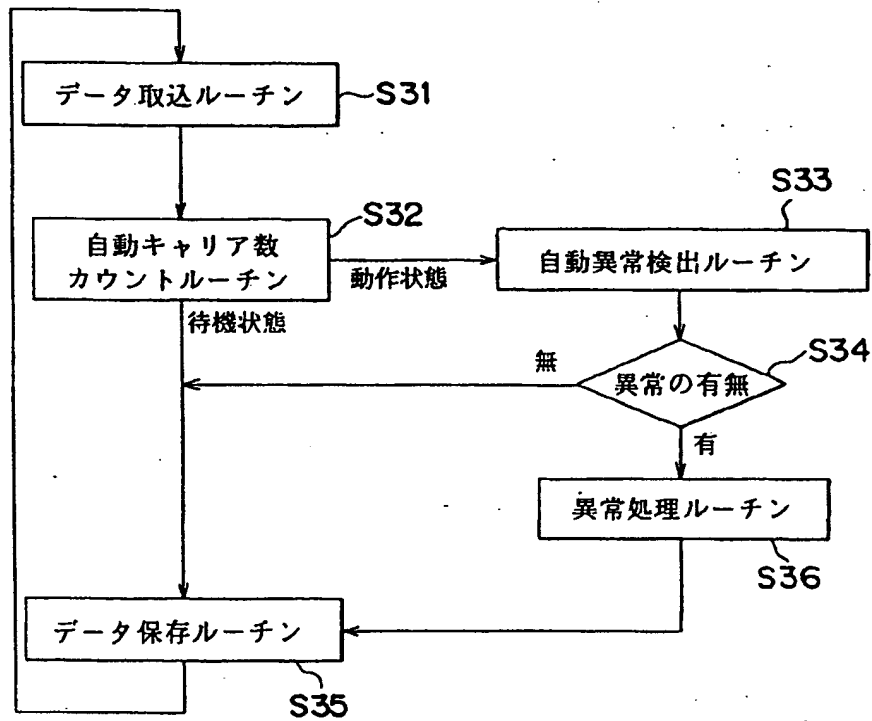 データ取込ルーチン
S31
自動キャリア数
カウントルーチン
S32
動作状態
待機状態
自動異常検出ルーチン
S33
異常の有無
S34
無
有
異常処理ルーチン
S36
データ保存ルーチン
S35